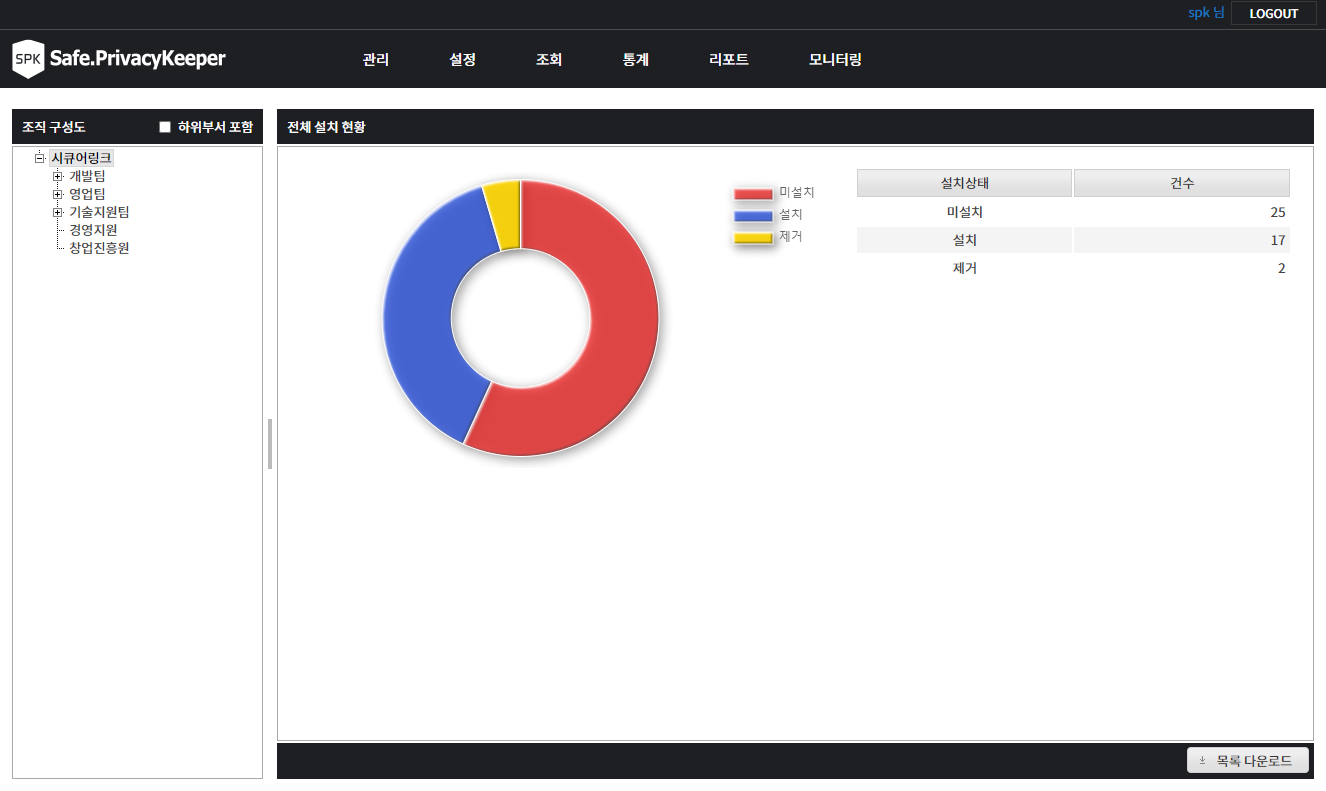 spk 님 LOGOUT
SPK Safe.PrivacyKeeper 관리 설정 조회 통계 리포트 모니터링
조직 구성도 하위부서 포함
시큐어링크
개발팀
영업팀
기술지원팀
경영지원
창업진흥원
전체 설치 현황
미설치
설치
제거
설치상태 건수
미설치 25
설치 17
제거 2
목록 다운로드